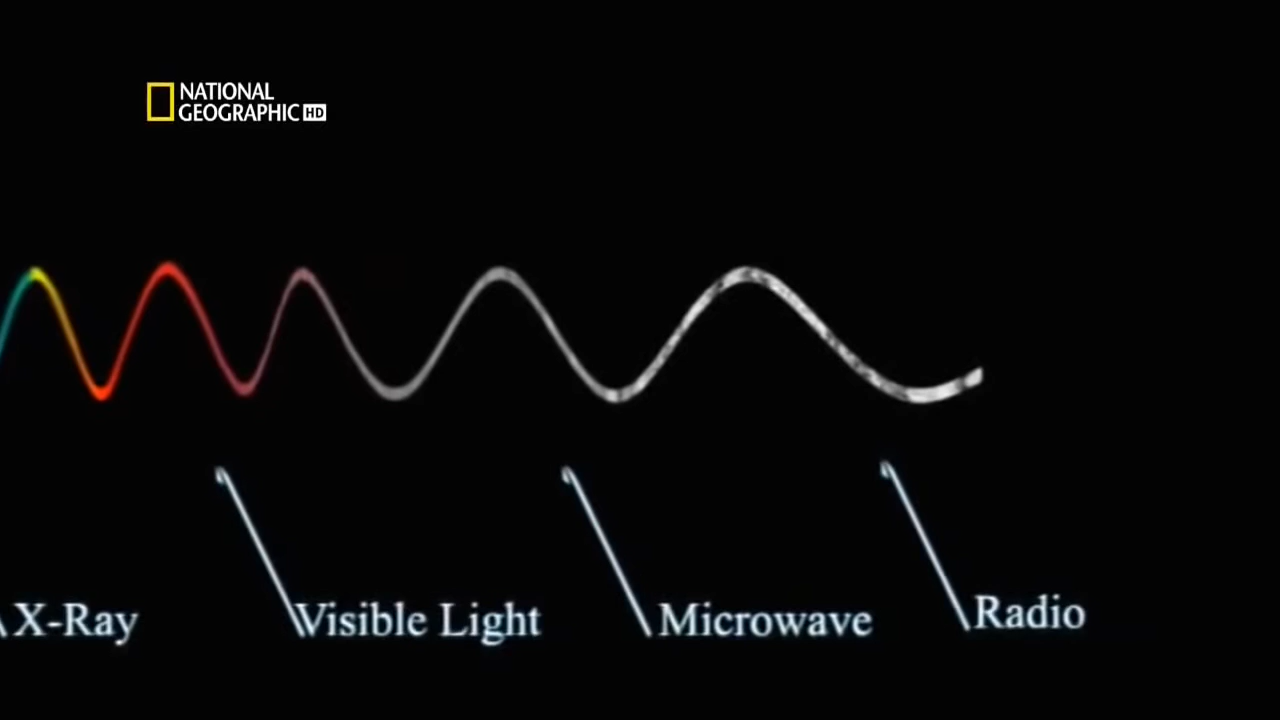 NATIONAL
GEOGRAPHIC HD
X-Ray
Visible Light
Microwave
Radio